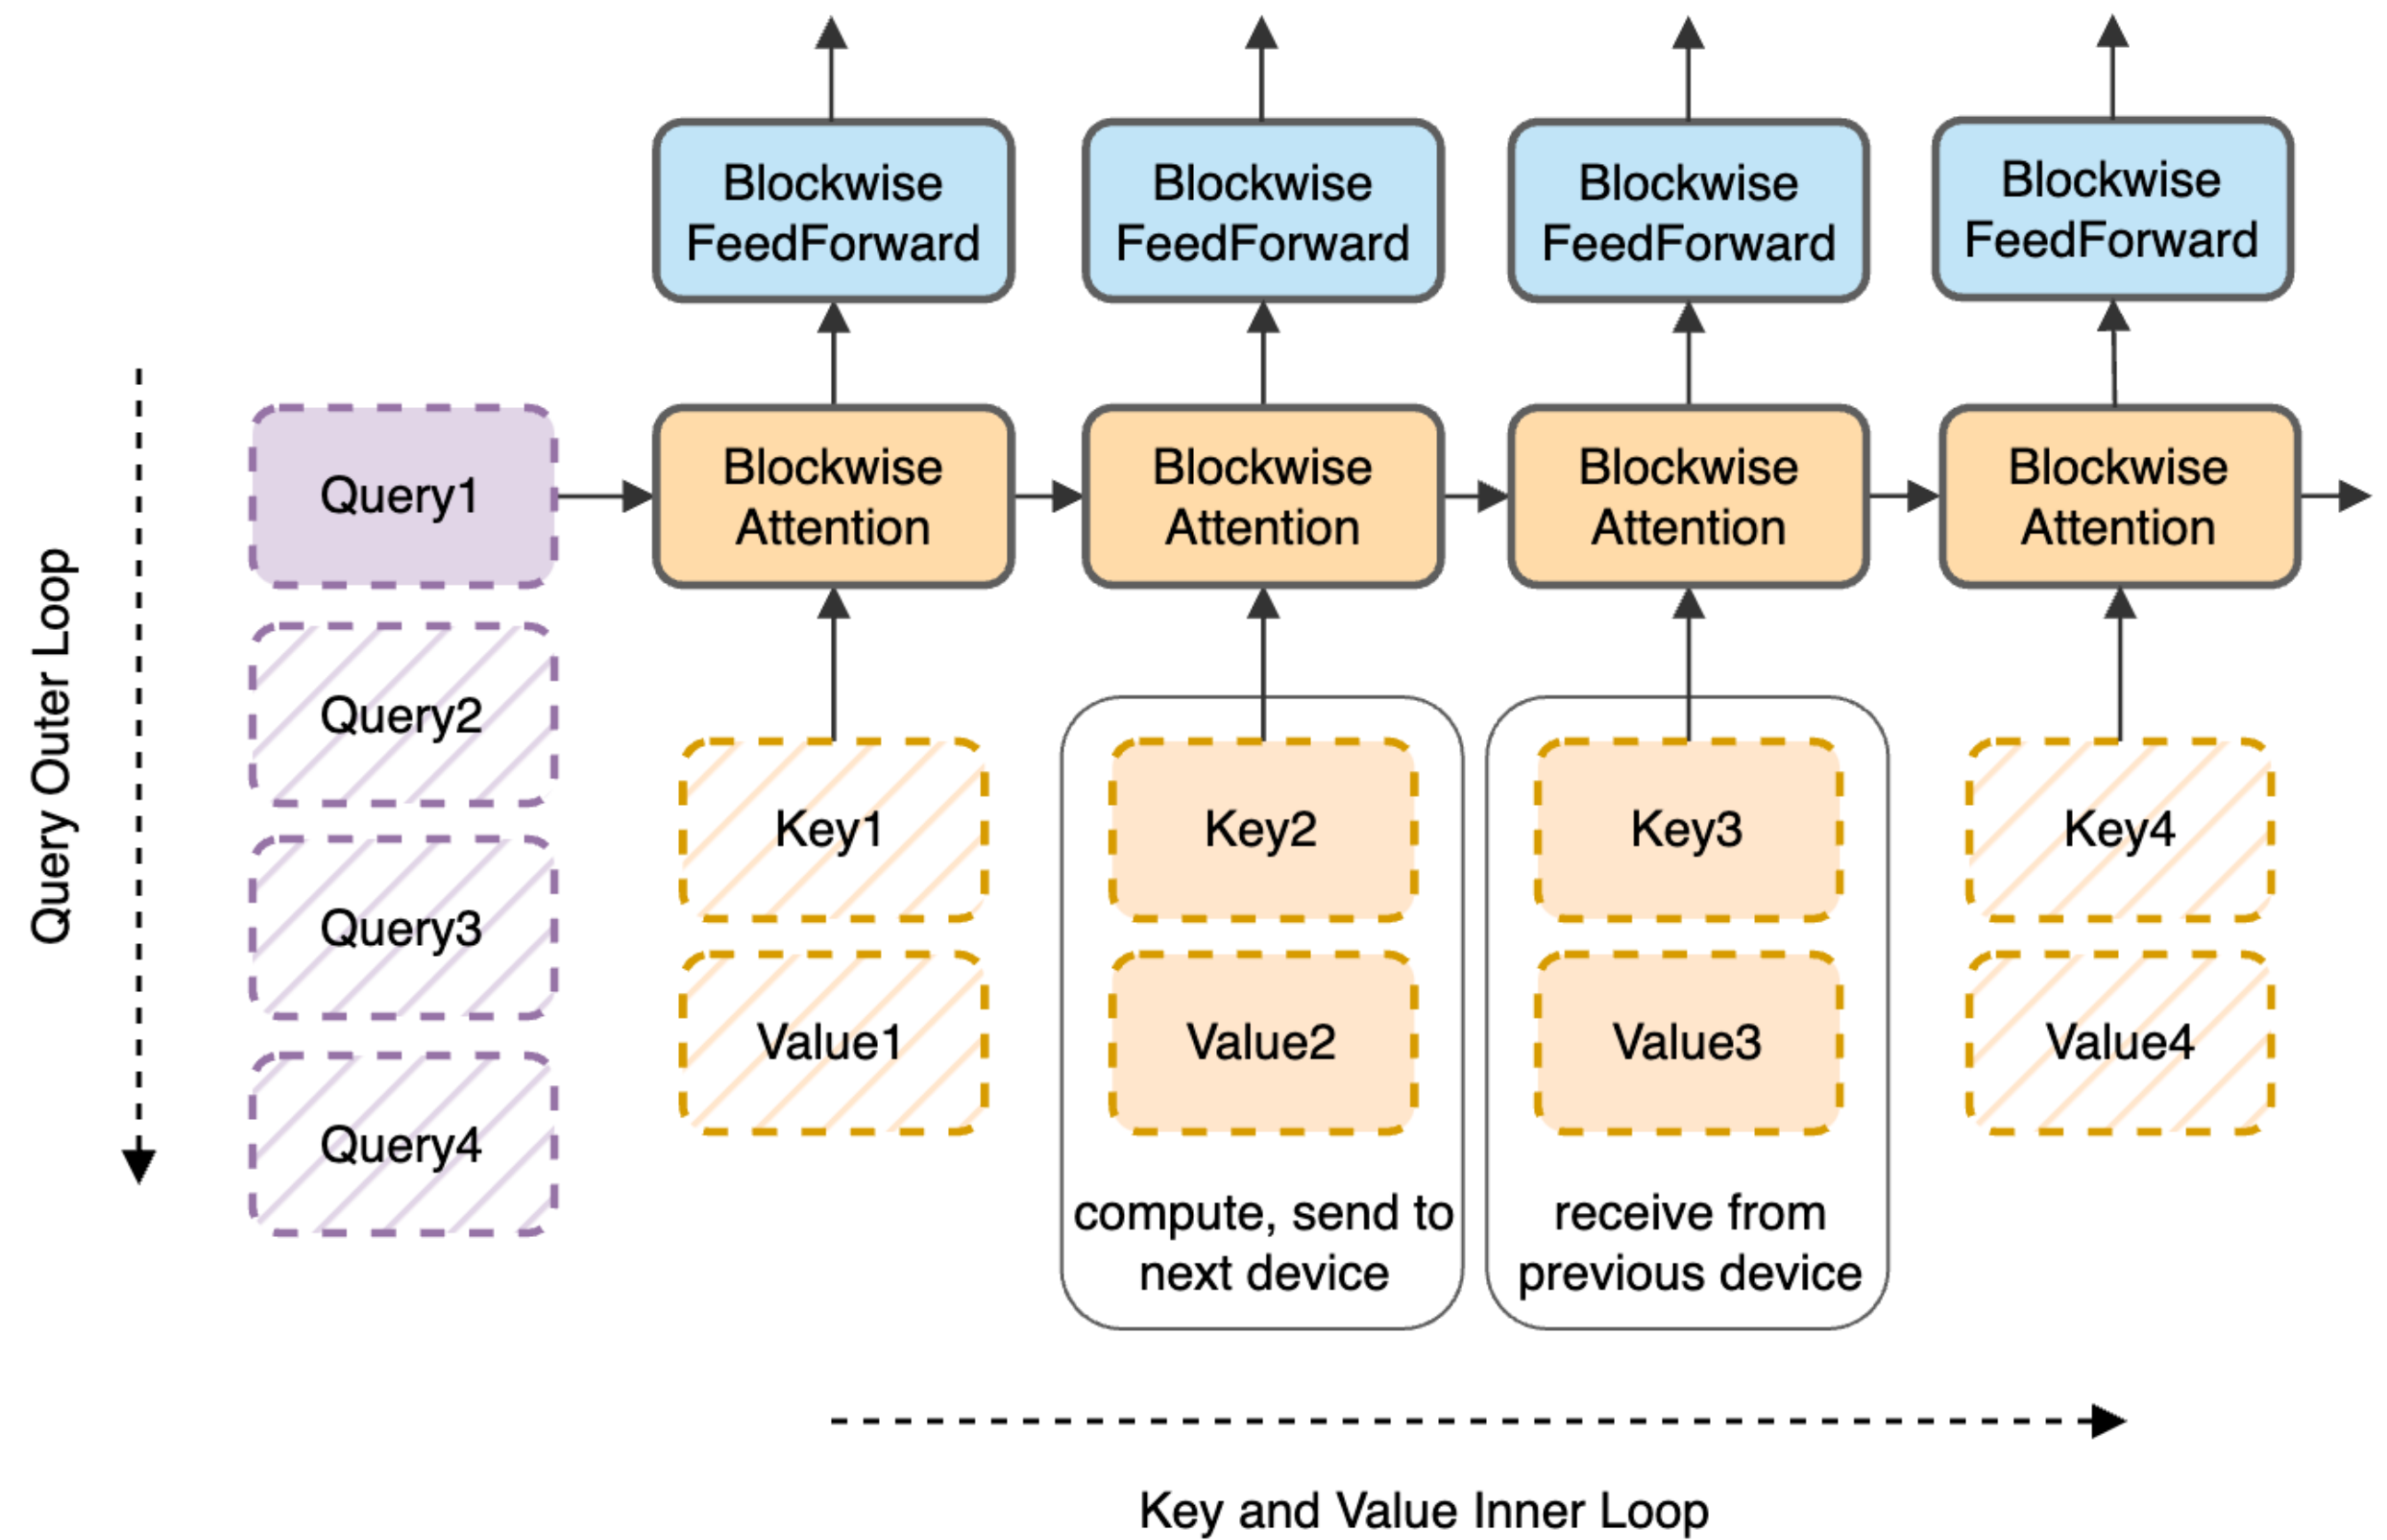 Blockwise
FeedForward
Blockwise
FeedForward
Blockwise
FeedForward
Blockwise
FeedForward
Query Outer Loop
Query1
Blockwise
Attention
Blockwise
Attention
Blockwise
Attention
Blockwise
Attention
Query2
Query3
Query4
Key1
Value1
Key2
Value2
compute, send to
next device
Key3
Value3
receive from
previous device
Key4
Value4
Key and Value Inner Loop